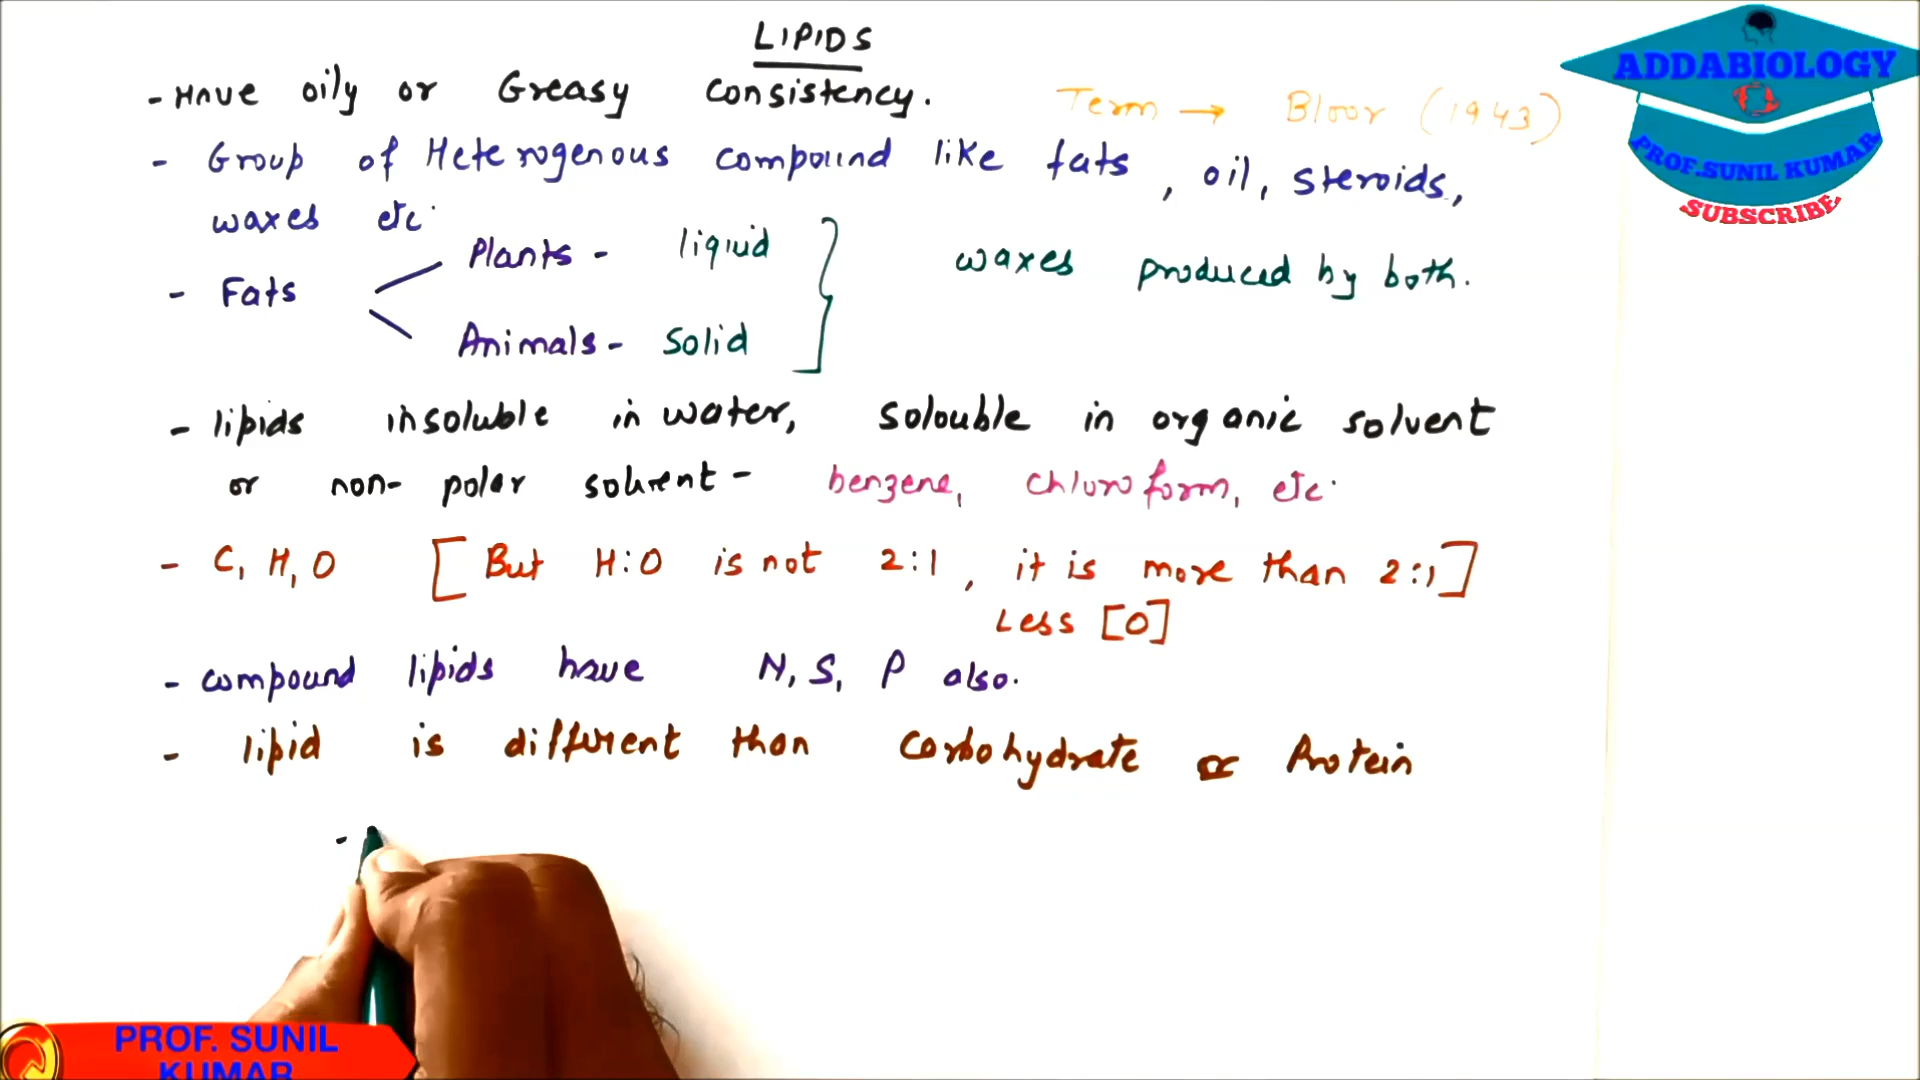 LIPIDS
- Have oily or Greasy consistency.
Term → Bloor (1943)
- Group of Heterogenous compound like fats, oil, steroids,
waxes etc.
- Fats
Plants - liquid
Animals - Solid
waxes produced by both.
- lipids insoluble in water, solouble in organic solvent
or non-polar solvent - benzene, chloroform, etc.
- C, H, O [But H:O is not 2:1, it is more than 2:1]
Less [O]
- compound lipids have N, S, P also.
- lipid is different than carbohydrate or Protein
-
ADDABIOLOGY
PROF.SUNIL KUMAR
SUBSCRIBE
PROF. SUNIL
KUMAR